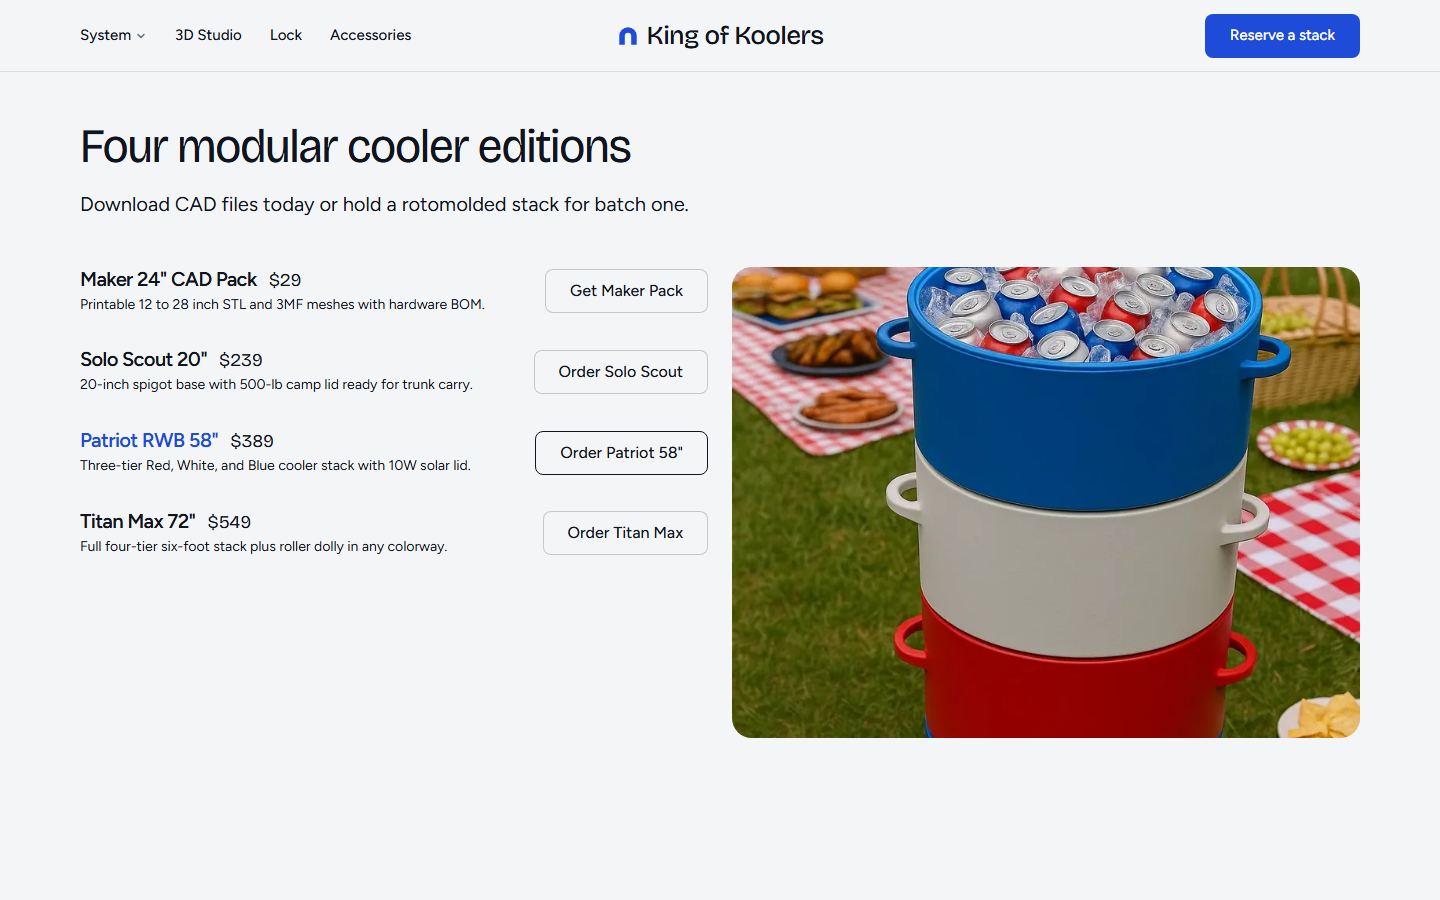 System
3D Studio
Lock
Accessories
King of Koolers
Reserve a stack
Four modular cooler editions
Download CAD files today or hold a rotomolded stack for batch one.
Maker 24" CAD Pack $29
Printable 12 to 28 inch STL and 3MF meshes with hardware BOM.
Get Maker Pack
Solo Scout 20" $239
20-inch spigot base with 500-lb camp lid ready for trunk carry.
Order Solo Scout
Patriot RWB 58" $389
Three-tier Red, White, and Blue cooler stack with 10W solar lid.
Order Patriot 58"
Titan Max 72" $549
Full four-tier six-foot stack plus roller dolly in any colorway.
Order Titan Max